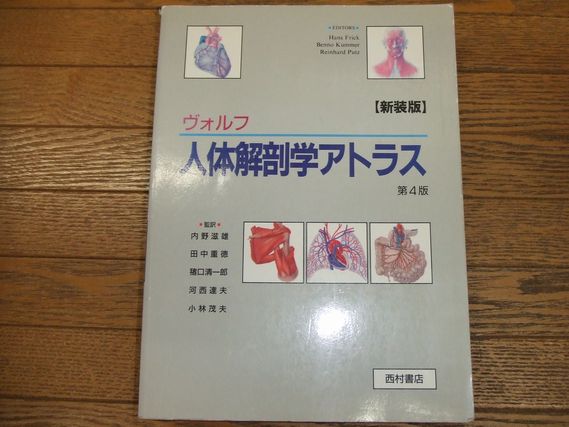 ●EDITORS●
Hans Frick
Benno Kummer
Reinhard Putz
【新装版】
ヴォルフ
人体解剖学アトラス
第4版
●監訳●
内野滋雄
田中重徳
猪口清一郎
河西達夫
小林茂夫
西村書店